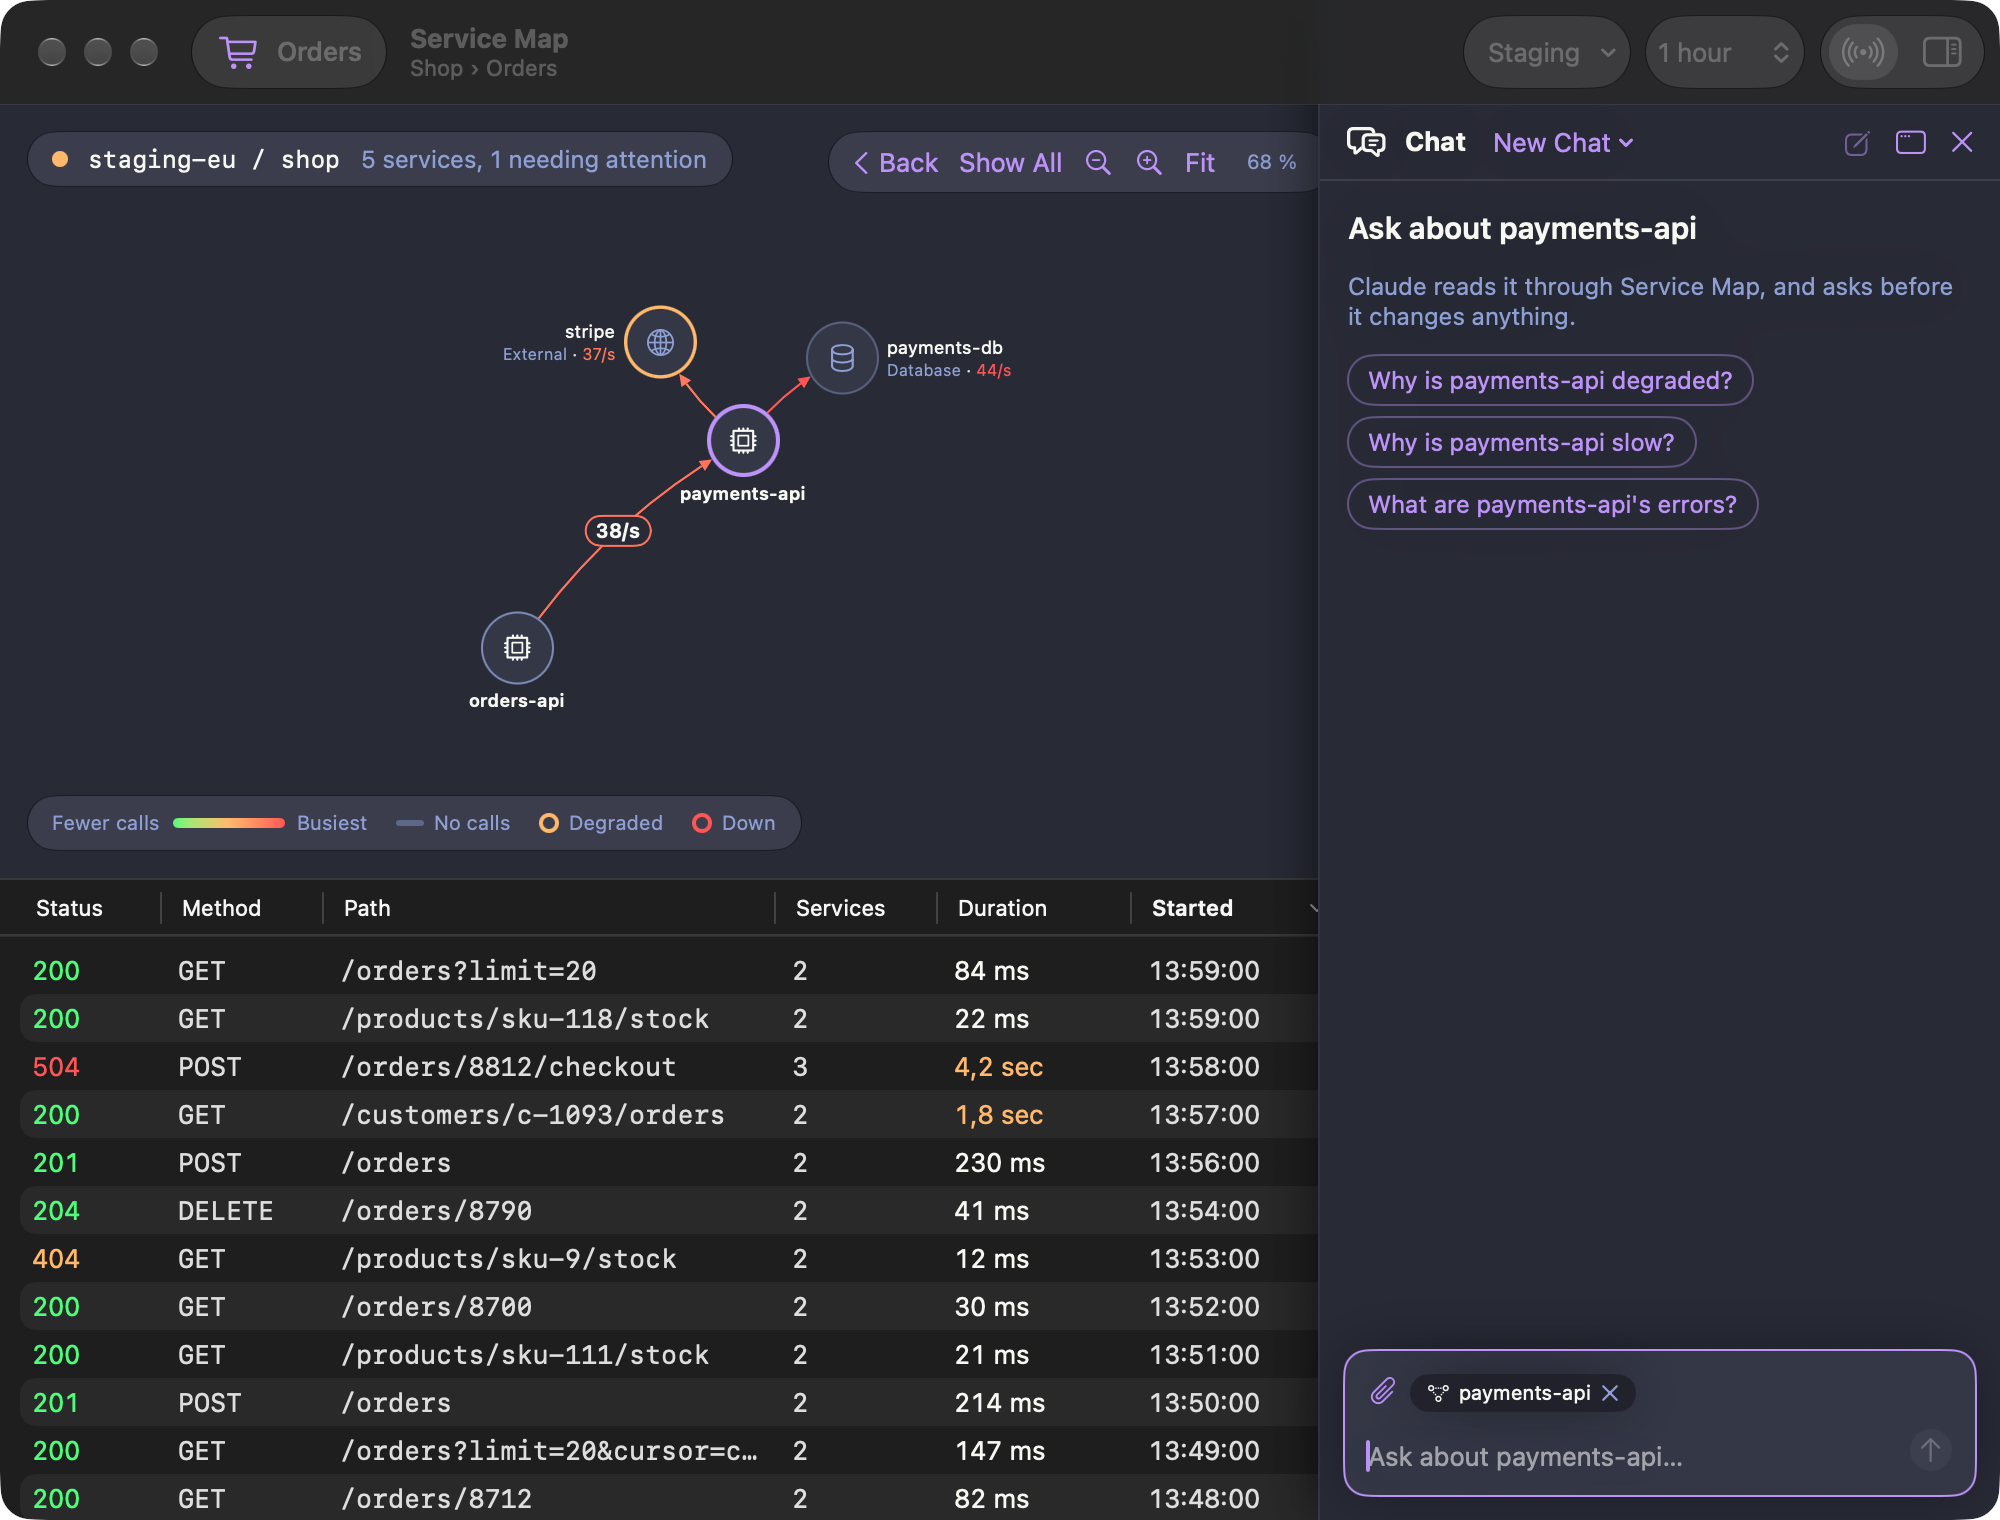 Orders
Service Map
Shop › Orders
Staging
1 hour
staging-eu / shop 5 services, 1 needing attention
Back Show All Fit 68 %
Chat New Chat
Ask about payments-api
Claude reads it through Service Map, and asks before
it changes anything.
Why is payments-api degraded?
Why is payments-api slow?
What are payments-api's errors?
stripe
External · 37/s
payments-db
Database · 44/s
payments-api
38/s
orders-api
Fewer calls Busiest No calls Degraded Down
Status Method Path Services Duration Started
200 GET /orders?limit=20 2 84 ms 13:59:00
200 GET /products/sku-118/stock 2 22 ms 13:59:00
504 POST /orders/8812/checkout 3 4,2 sec 13:58:00
200 GET /customers/c-1093/orders 2 1,8 sec 13:57:00
201 POST /orders 2 230 ms 13:56:00
204 DELETE /orders/8790 2 41 ms 13:54:00
404 GET /products/sku-9/stock 2 12 ms 13:53:00
200 GET /orders/8700 2 30 ms 13:52:00
200 GET /products/sku-111/stock 2 21 ms 13:51:00
201 POST /orders 2 214 ms 13:50:00
200 GET /orders?limit=20&cursor=c… 2 147 ms 13:49:00
200 GET /orders/8712 2 82 ms 13:48:00
payments-api
Ask about payments-api...